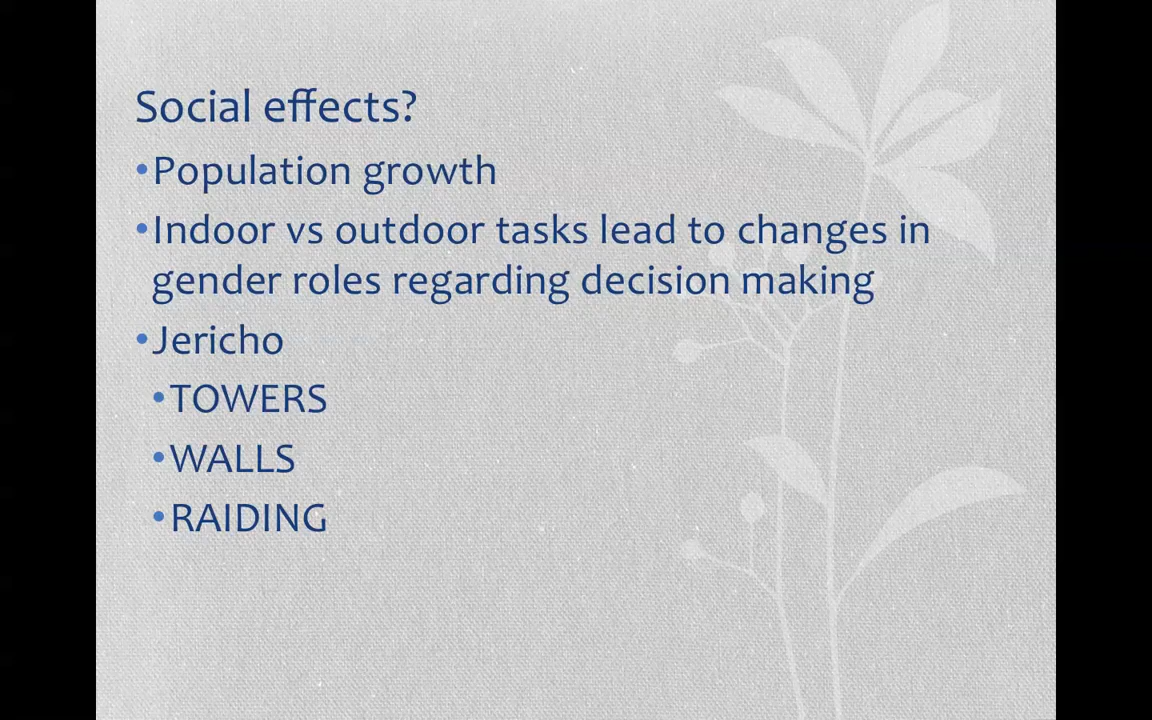 Social effects?
•Population growth
•Indoor vs outdoor tasks lead to changes in
gender roles regarding decision making
•Jericho
•TOWERS
•WALLS
•RAIDING